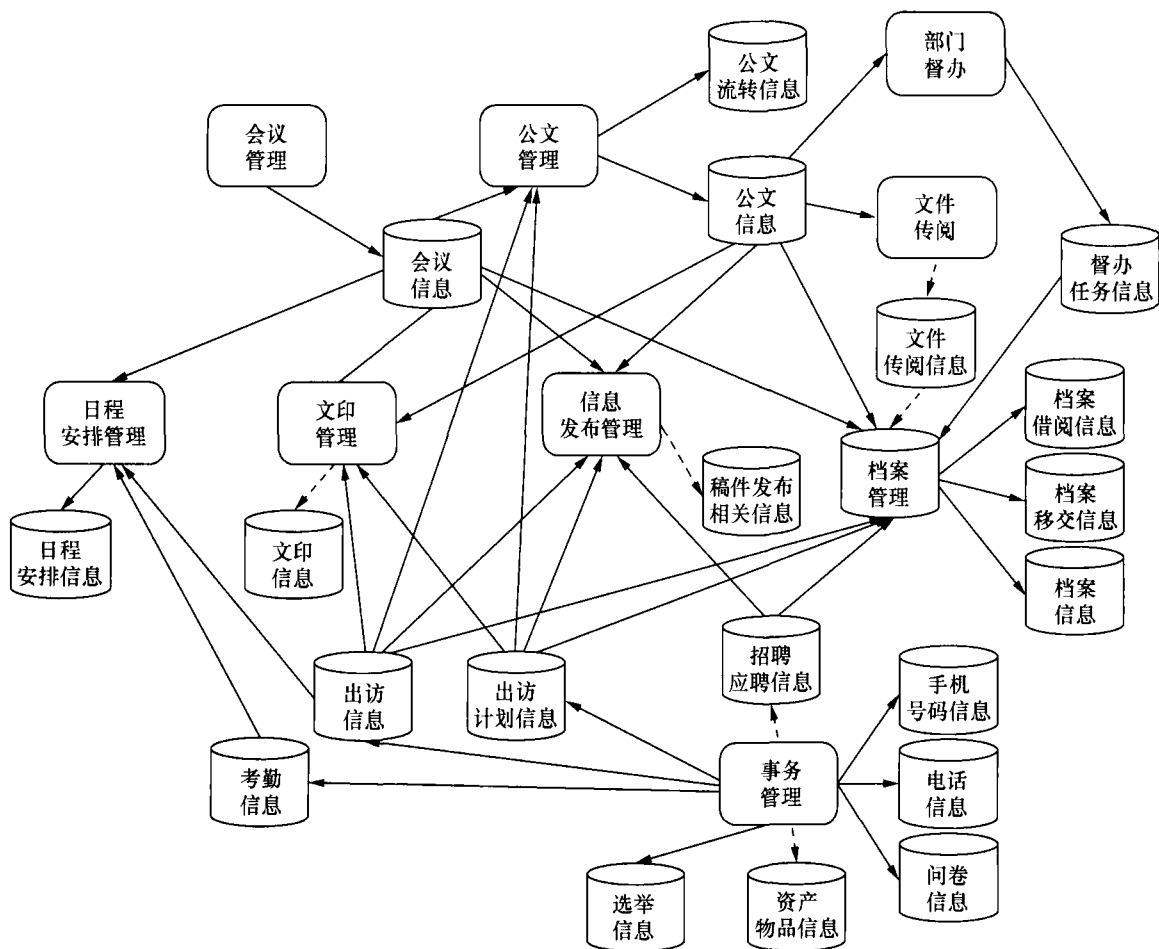 部门
督办
公文
流转信息
会议
管理
公文
管理
公文
信息
文件
传阅
会议
信息
督办
任务信息
文件
传阅信息
日程
安排管理
文印
管理
信息
发布管理
档案
借阅信息
档案
管理
稿件发布
相关信息
档案
移交信息
日程
安排信息
文印
信息
档案
信息
出访
信息
出访
计划信息
招聘
应聘信息
手机
号码信息
考勤
信息
事务
管理
电话
信息
选举
信息
资产
物品信息
问卷
信息